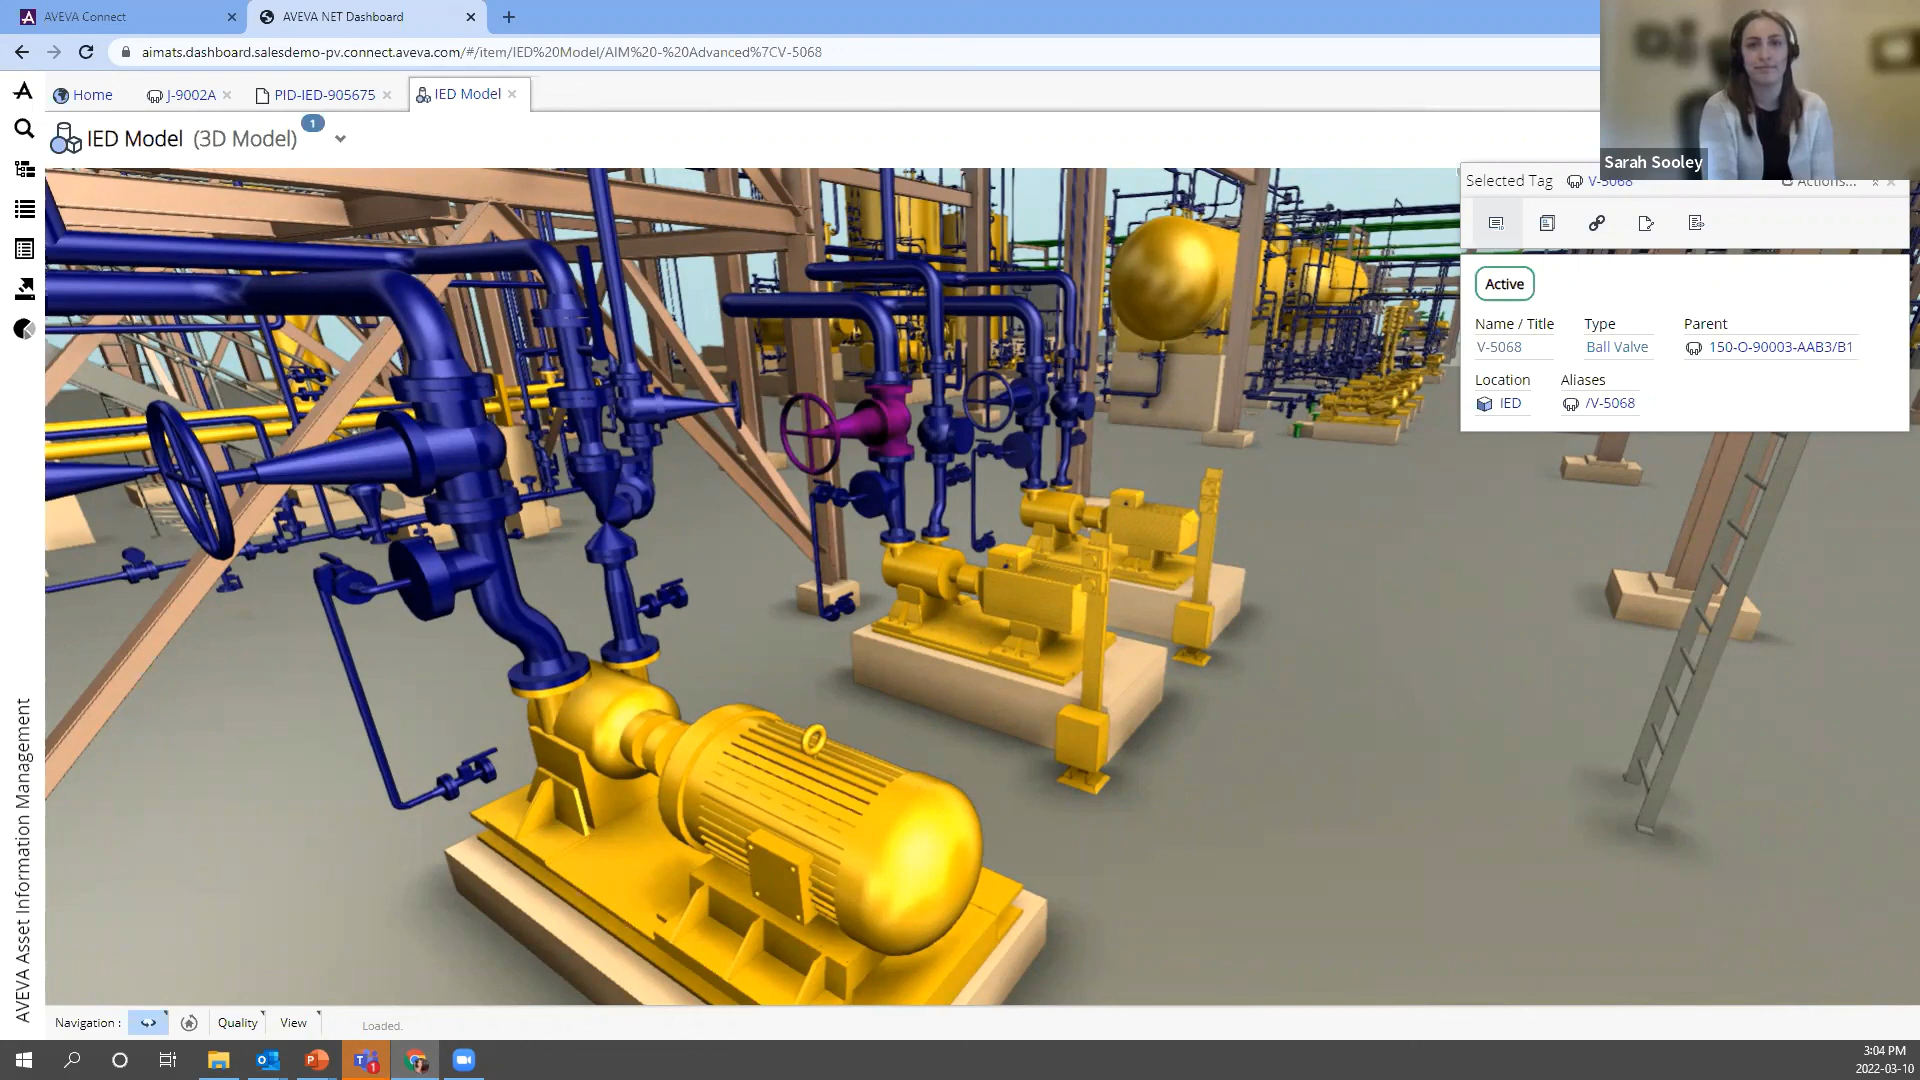 AVEVA Connect
AVEVA NET Dashboard
aimats.dashboard.salesdemo-pv.connect.aveva.com/#/item/IED%20Model/AIM%20-%20Advanced%7CV-5068
Home
J-9002A
PID-IED-905675
IED Model
IED Model (3D Model)
1
Sarah Sooley
Selected Tag V-5068 Actions...
Active
Name / Title Type Parent
V-5068 Ball Valve 150-O-90003-AAB3/B1
Location Aliases
IED /V-5068
AVEVA Asset Information Management
Navigation : Quality View Loaded.
1
3:04 PM
2022-03-10